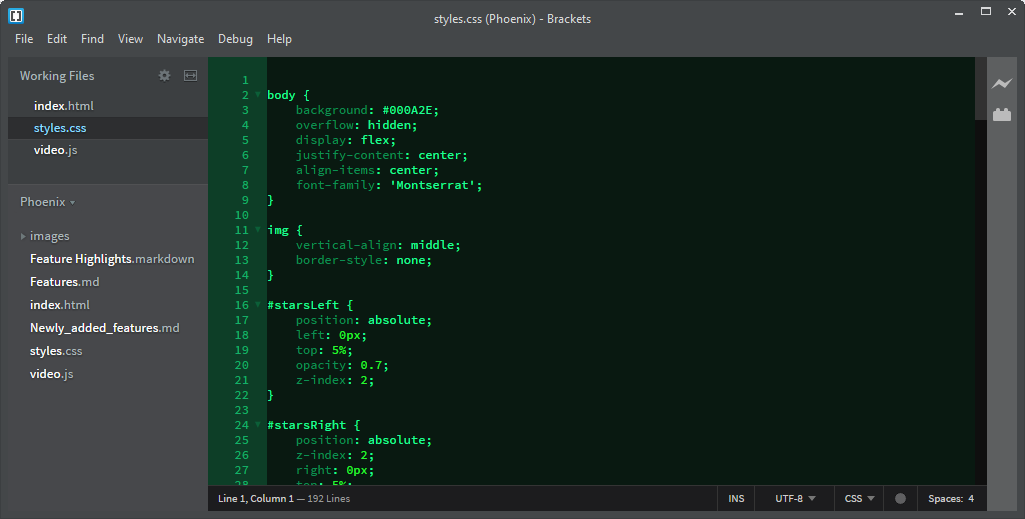 styles.css (Phoenix) - Brackets
File Edit Find View Navigate Debug Help
Working Files
index.html
styles.css
video.js
Phoenix
images
Feature Highlights.markdown
Features.md
index.html
Newly_added_features.md
styles.css
video.js
1
2 body {
3     background: #000A2E;
4     overflow: hidden;
5     display: flex;
6     justify-content: center;
7     align-items: center;
8     font-family: 'Montserrat';
9 }
10
11 img {
12     vertical-align: middle;
13     border-style: none;
14 }
15
16 #starsLeft {
17     position: absolute;
18     left: 0px;
19     top: 5%;
20     opacity: 0.7;
21     z-index: 2;
22 }
23
24 #starsRight {
25     position: absolute;
26     z-index: 2;
27     right: 0px;
28     top: 5%;
Line 1, Column 1 — 192 Lines INS UTF-8 CSS Spaces: 4